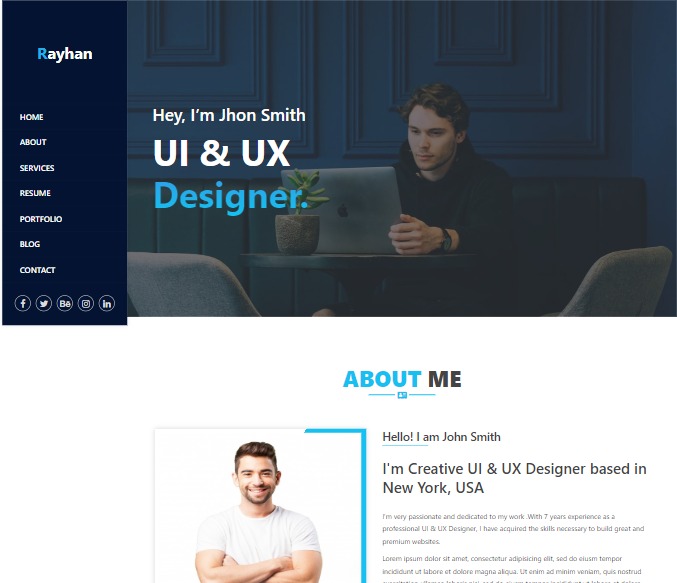 Rayhan
HOME
ABOUT
SERVICES
RESUME
PORTFOLIO
BLOG
CONTACT
Hey, I’m Jhon Smith
UI & UX
Designer.
ABOUT ME
Hello! I am John Smith
I'm Creative UI & UX Designer based in
New York, USA
I'm very passionate and dedicated to my work .With 7 years experience as a
professional UI & UX Designer, I have acquired the skills necessary to build great and
premium websites.
Lorem ipsum dolor sit amet, consectetur adipisicing elit, sed do eiusm tempor
incididunt ut labore et dolore magna aliqua. Ut enim ad minim veniam, quis nostrud